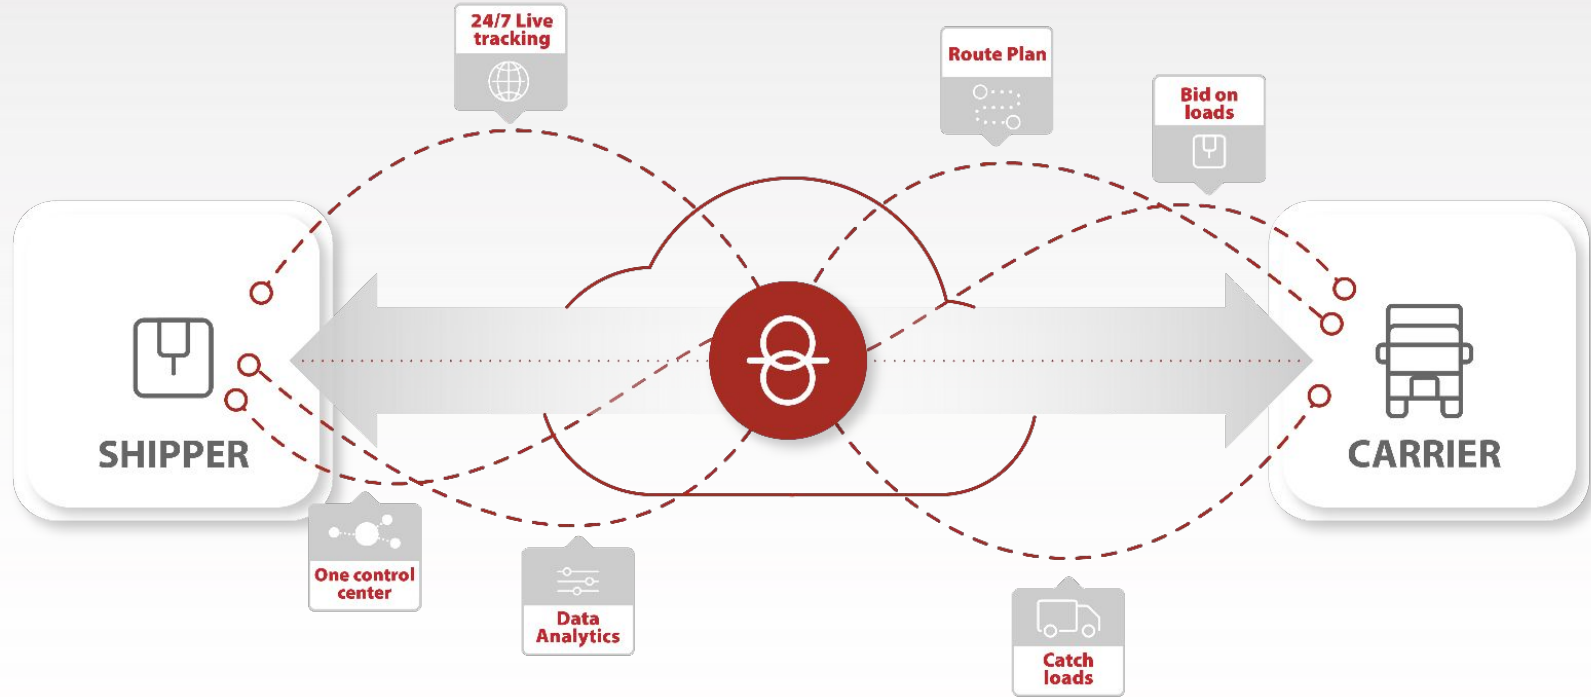 24/7 Live
tracking
Route Plan
Bid on
loads
SHIPPER
CARRIER
One control
center
Data
Analytics
Catch
loads